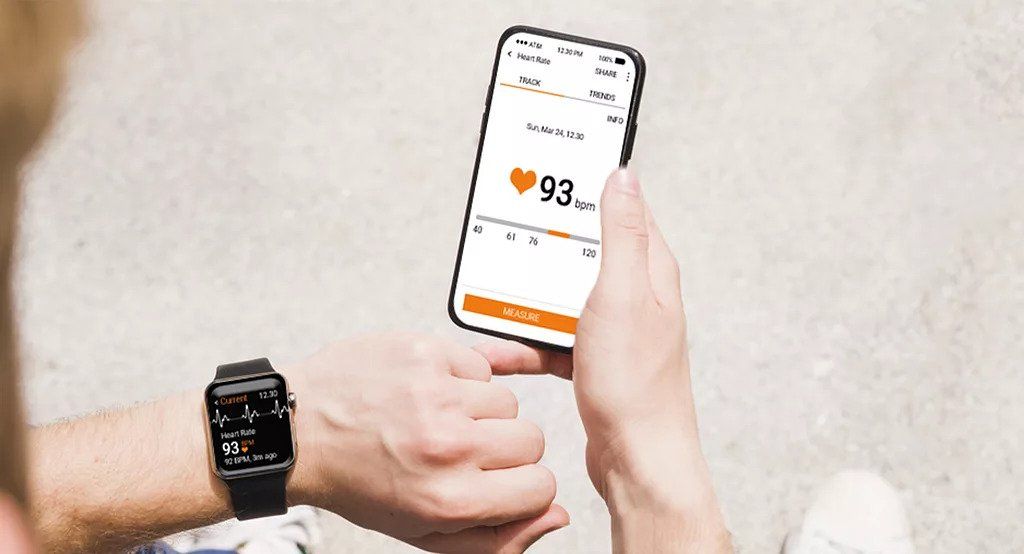 ●●● AT&T 12.30 PM 100%
< Heart Rate SHARE
TRACK TRENDS
INFO
Sun, Mar 24, 12.30
93 bpm
40 61 76 120
MEASURE
< Current 12.30
Heart Rate
93 BPM
92 BPM, 3m ago